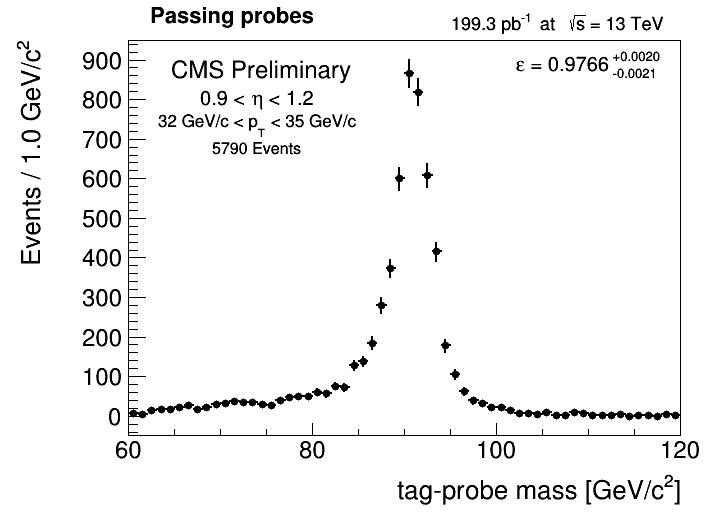 Passing probes
199.3 pb⁻¹ at √s = 13 TeV
CMS Preliminary
ε = 0.9766 +0.0020 -0.0021
0.9 < η < 1.2
32 GeV/c < p_T < 35 GeV/c
5790 Events
Events / 1.0 GeV/c²
900
800
700
600
500
400
300
200
100
0
60 80 100 120
tag-probe mass [GeV/c²]